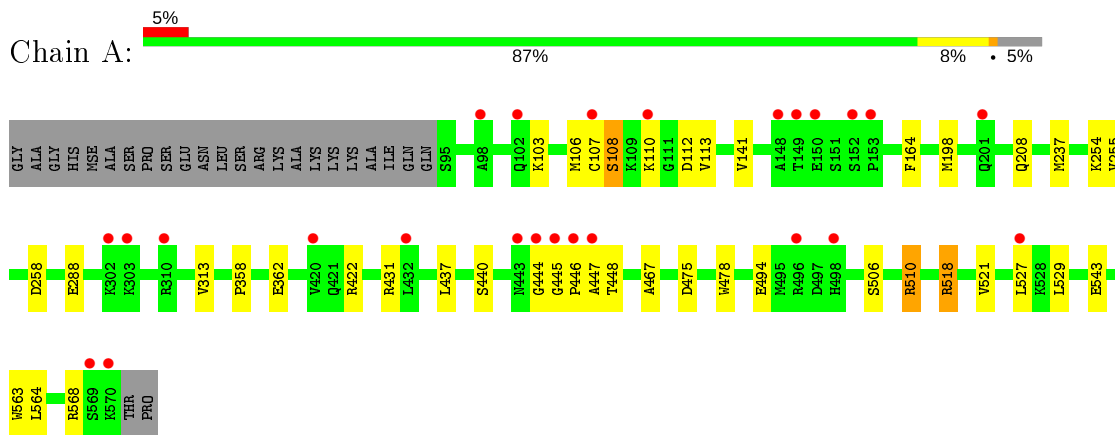 5%
Chain A:
87% 8% • 5%
GLY ALA GLY HIS MSE ALA SER PRO SER GLU ASN LEU SER ARG LYS ALA LYS LYS LYS ALA ILE GLN GLN S95 A98 Q102 K103 M106 C107 S108 K109 K110 G111 D112 V113 V141 A148 T149 E150 S151 S152 P153 F164 M198 Q201 Q208 M237 K254 V255
D258 E288 K302 K303 R310 V313 P358 E362 V420 Q421 R422 R431 L432 L437 S440 N443 G444 G445 P446 A447 T448 A467 D475 W478 E494 M495 R496 D497 H498 S506 R510 R518 V521 L527 K528 L529 E543
W563 L564 R568 S569 K570 THR PRO